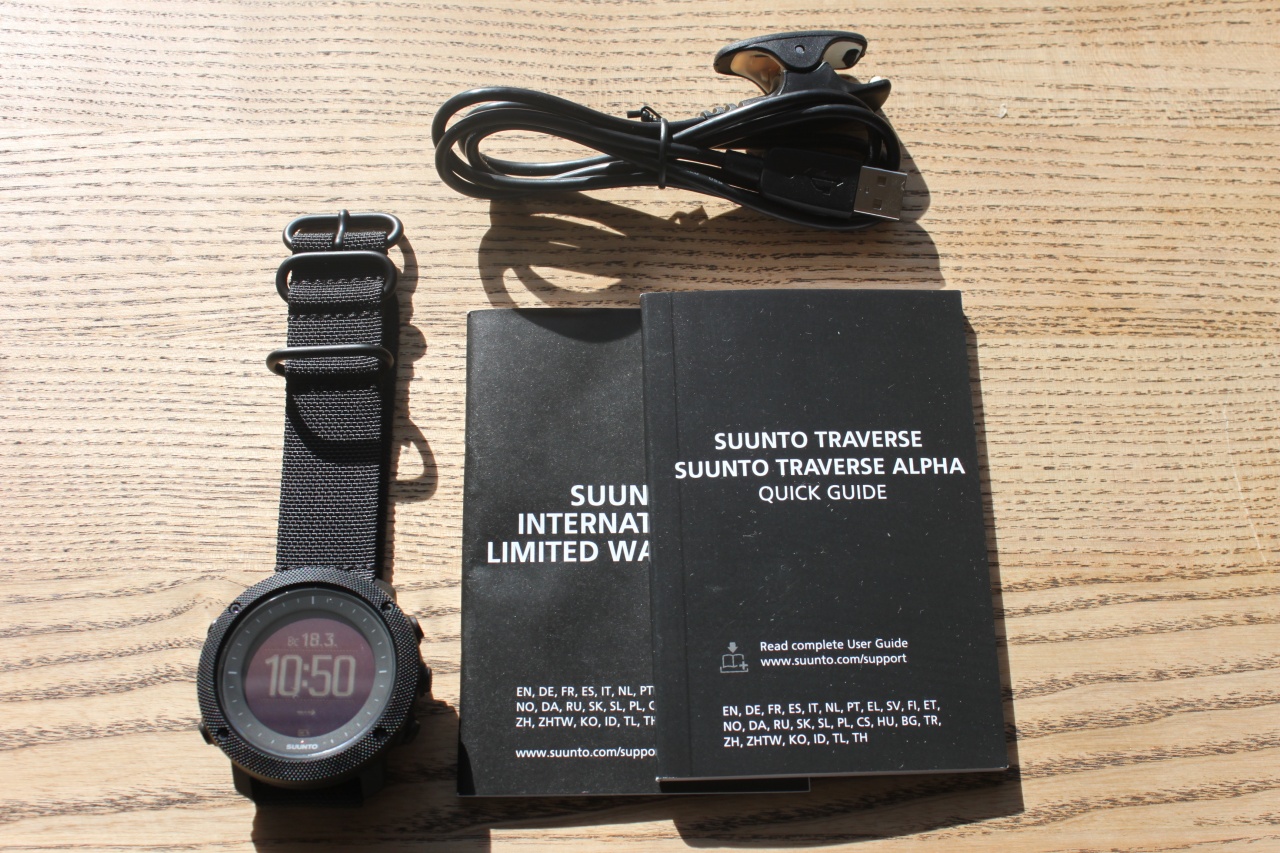 Вс 18.3.
10:50
SUUNTO
SUUN
INTERNAT
LIMITED WA
EN, DE, FR, ES, IT, NL, PT
NO, DA, RU, SK, SL, PL, C
ZH, ZHTW, KO, ID, TL, TH
www.suunto.com/suppo
SUUNTO TRAVERSE
SUUNTO TRAVERSE ALPHA
QUICK GUIDE
Read complete User Guide
www.suunto.com/support
EN, DE, FR, ES, IT, NL, PT, EL, SV, FI, ET,
NO, DA, RU, SK, SL, PL, CS, HU, BG, TR,
ZH, ZHTW, KO, ID, TL, TH